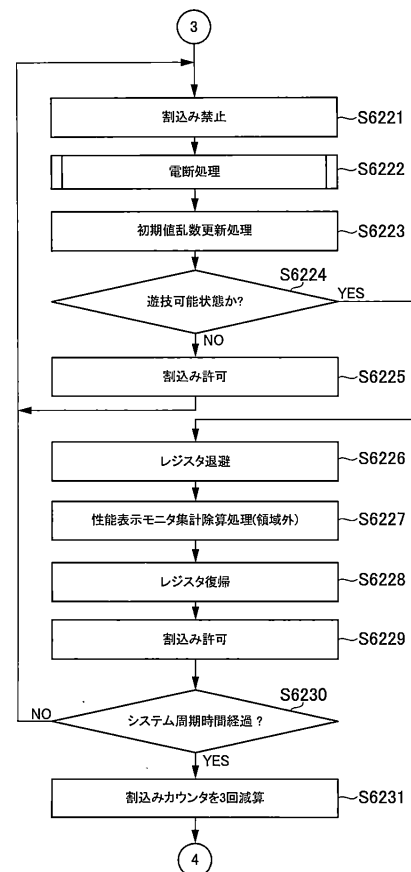 3
割込み禁止
S6221
電断処理
S6222
初期値乱数更新処理
S6223
S6224
遊技可能状態か?
YES
NO
割込み許可
S6225
レジスタ退避
S6226
性能表示モニタ集計除算処理(領域外)
S6227
レジスタ復帰
S6228
割込み許可
S6229
S6230
NO
システム周期時間経過?
YES
割込みカウンタを3回減算
S6231
4